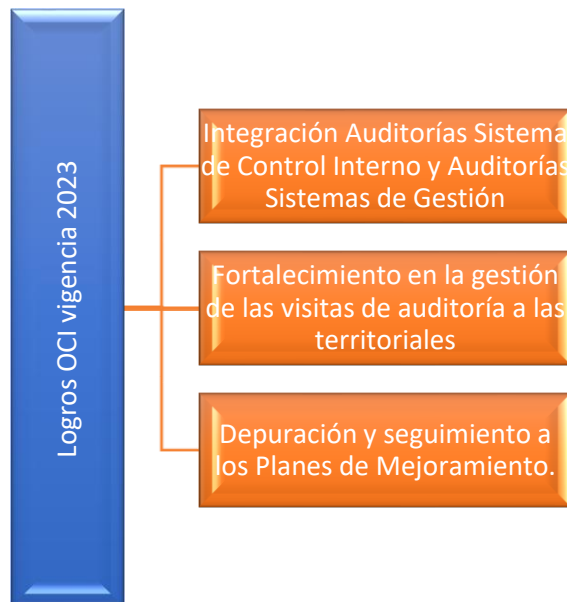 Logros OCI vigencia 2023
Integración Auditorías Sistema
de Control Interno y Auditorías
Sistemas de Gestión
Fortalecimiento en la gestión
de las visitas de auditoría a las
territoriales
Depuración y seguimiento a
los Planes de Mejoramiento.